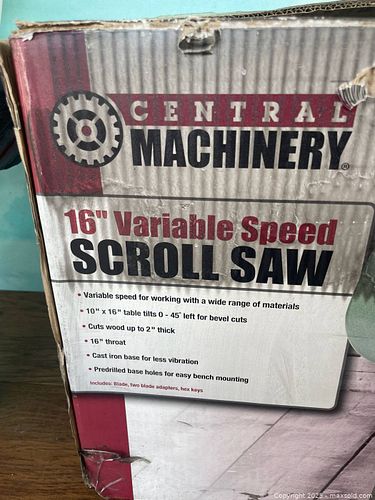 CENTRAL
MACHINERY®
16" Variable Speed
SCROLL SAW
• Variable speed for working with a wide range of materials
• 10" x 16" table tilts 0 - 45° left for bevel cuts
• Cuts wood up to 2" thick
• 16" throat
• Cast iron base for less vibration
• Predrilled base holes for easy bench mounting
Includes: Blade, two blade adapters, hex keys
Copyright 2023 - maxsold.com